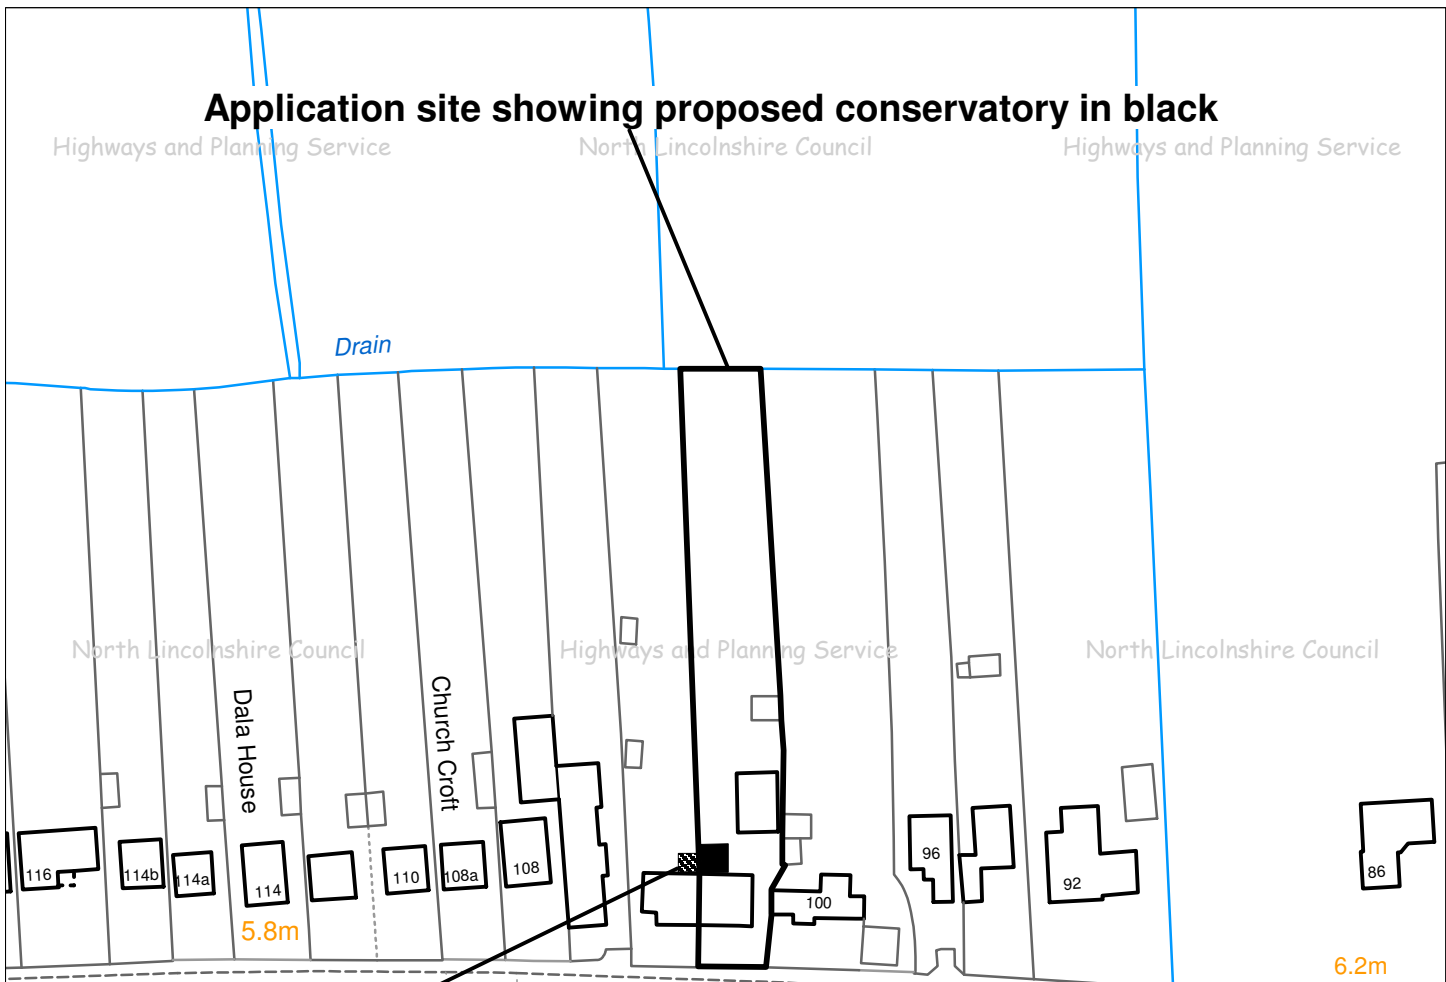 Application site showing proposed conservatory in black
Highways and Planning Service
North Lincolnshire Council
Highways and Planning Service
Drain
North Lincolnshire Council
Highways and Planning Service
North Lincolnshire Council
Dala House
Church Croft
116
114b
114a
114
110
108a
108
100
96
92
86
5.8m
6.2m